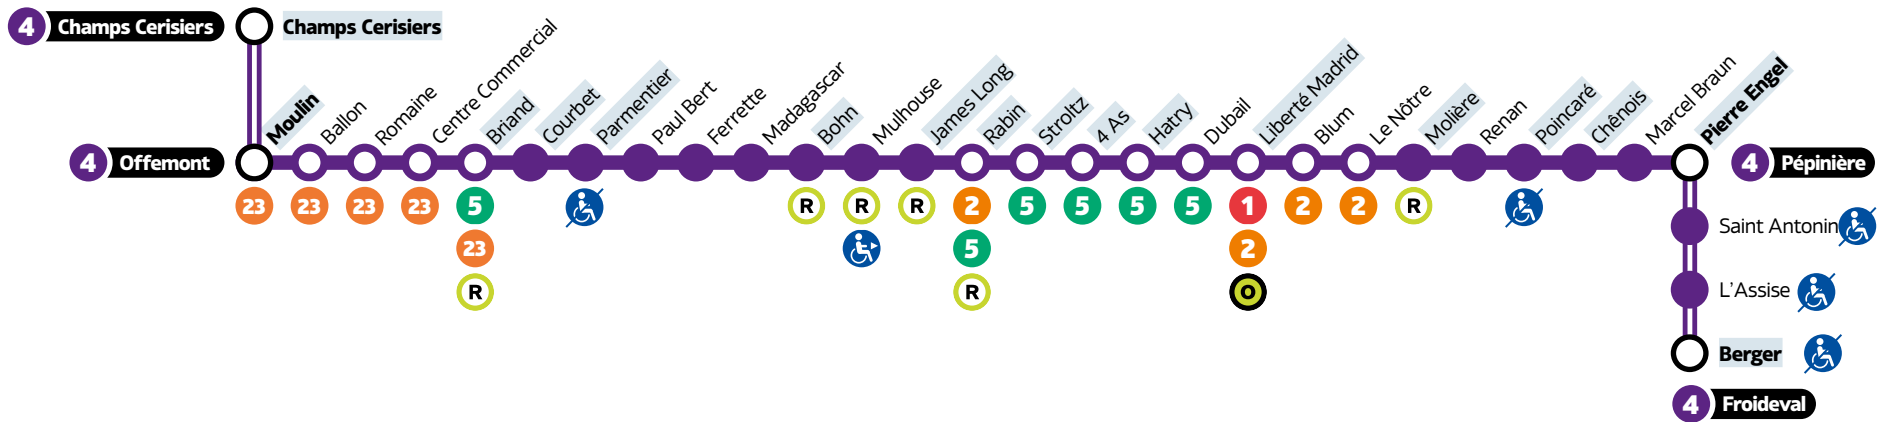 4 Champs Cerisiers
Champs Cerisiers
4 Offemont
Moulin
Ballon
Romaine
Centre Commercial
Briand
Courbet
Parmentier
Paul Bert
Ferrette
Madagascar
Bohn
Mulhouse
James Long
Rabin
Stroltz
4 As
Hatry
Dubail
Liberté Madrid
Blum
Le Nôtre
Molière
Renan
Poincaré
Chênois
Marcel Braun
Pierre Engel
4 Pépinière
23 23 23 23 5 R R R 2 5 5 5 5 1 2 2 R
23 5 2
R R O
Saint Antonin
L'Assise
Berger
4 Froideval